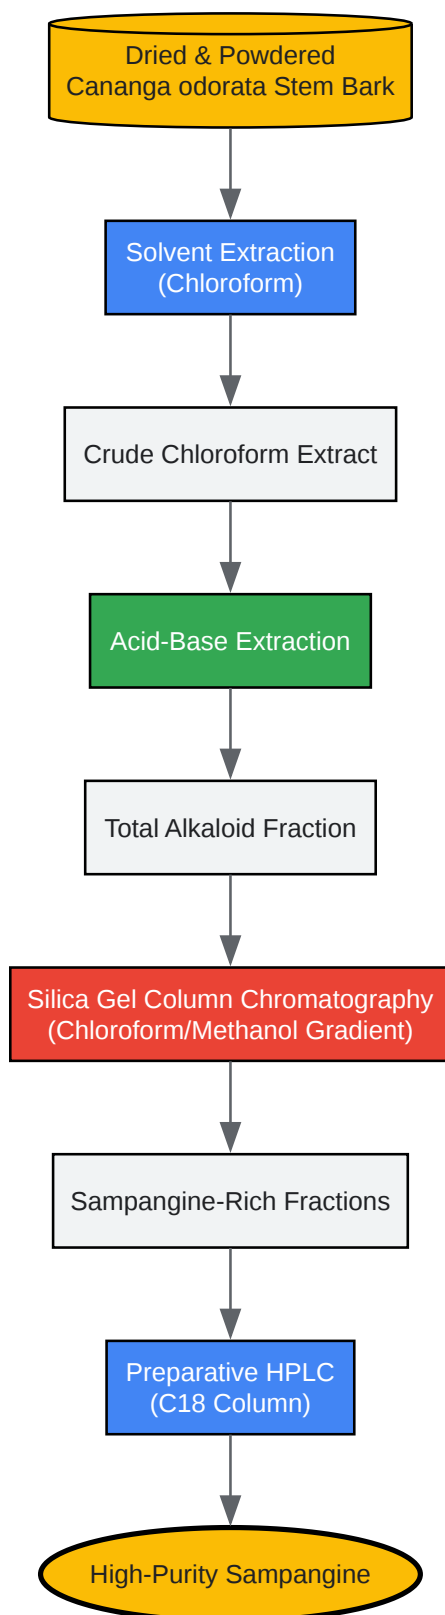 Dried & Powdered
Cananga odorata Stem Bark
Solvent Extraction
(Chloroform)
Crude Chloroform Extract
Acid-Base Extraction
Total Alkaloid Fraction
Silica Gel Column Chromatography
(Chloroform/Methanol Gradient)
Sampangine-Rich Fractions
Preparative HPLC
(C18 Column)
High-Purity Sampangine